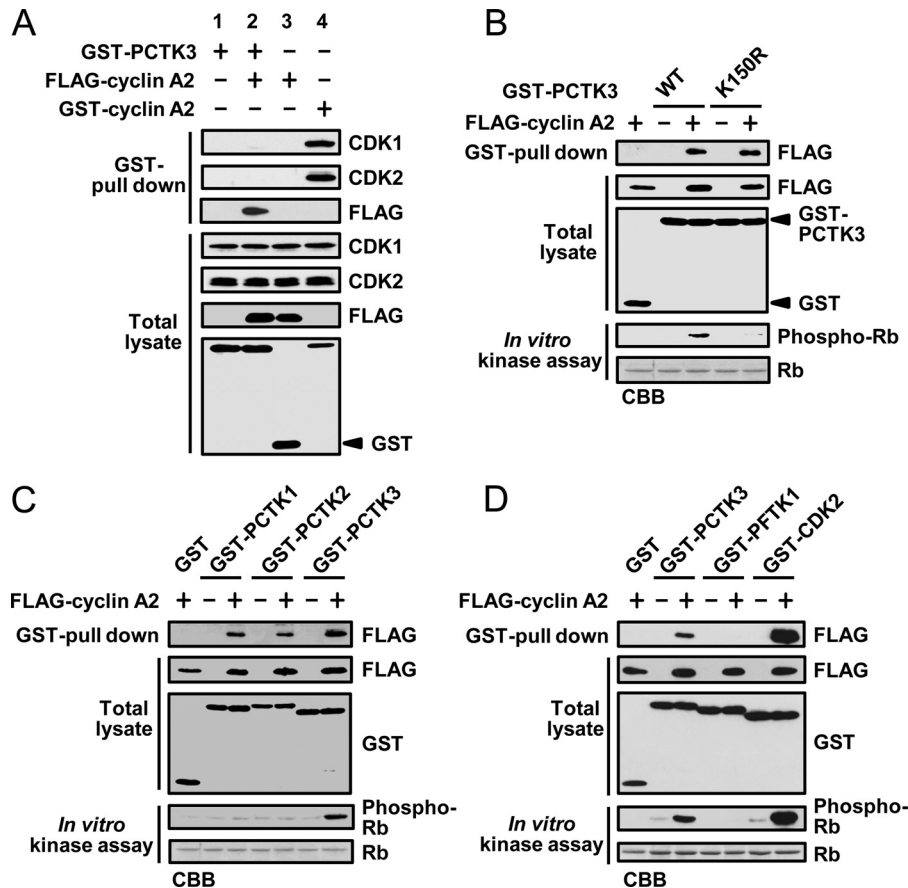 A
1 2 3 4
GST-PCTK3 + + – –
FLAG-cyclin A2 – + + –
GST-cyclin A2 – – – +
GST-
pull down
CDK1
CDK2
FLAG
Total
lysate
CDK1
CDK2
FLAG
GST
B
GST-PCTK3 WT K150R
FLAG-cyclin A2 + – + – +
GST-pull down FLAG
Total
lysate
FLAG
GST-
PCTK3
GST
In vitro
kinase assay
Phospho-Rb
Rb
CBB
C
GST GST-PCTK1 GST-PCTK2 GST-PCTK3
FLAG-cyclin A2 + – + – + – +
GST-pull down FLAG
Total
lysate
FLAG
GST
In vitro
kinase assay
Phospho-
Rb
Rb
CBB
D
GST GST-PCTK3 GST-PFTK1 GST-CDK2
FLAG-cyclin A2 + – + – + – +
GST-pull down FLAG
Total
lysate
FLAG
GST
In vitro
kinase assay
Phospho-
Rb
Rb
CBB